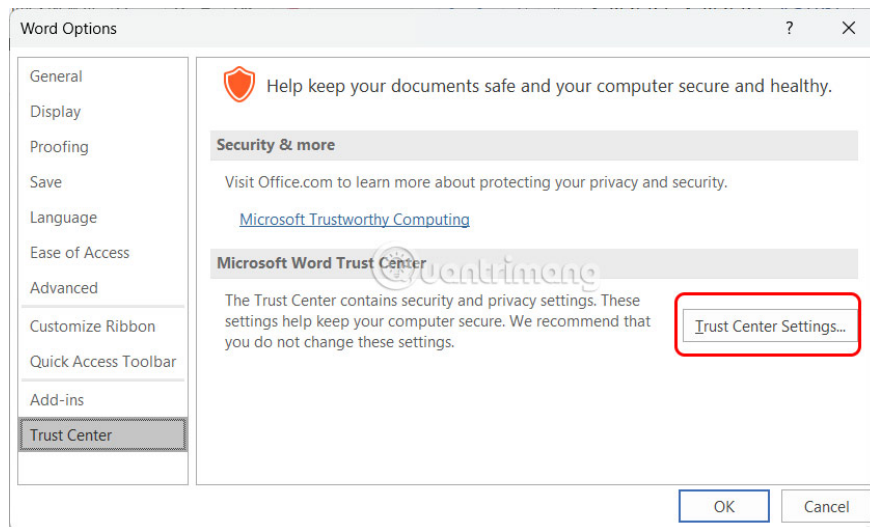 Word Options
?
General
Display
Proofing
Save
Language
Ease of Access
Advanced
Customize Ribbon
Quick Access Toolbar
Add-ins
Trust Center
Help keep your documents safe and your computer secure and healthy.
Security & more
Visit Office.com to learn more about protecting your privacy and security.
Microsoft Trustworthy Computing
Microsoft Word Trust Center
Quantrimang
The Trust Center contains security and privacy settings. These
settings help keep your computer secure. We recommend that
you do not change these settings.
Trust Center Settings...
OK
Cancel